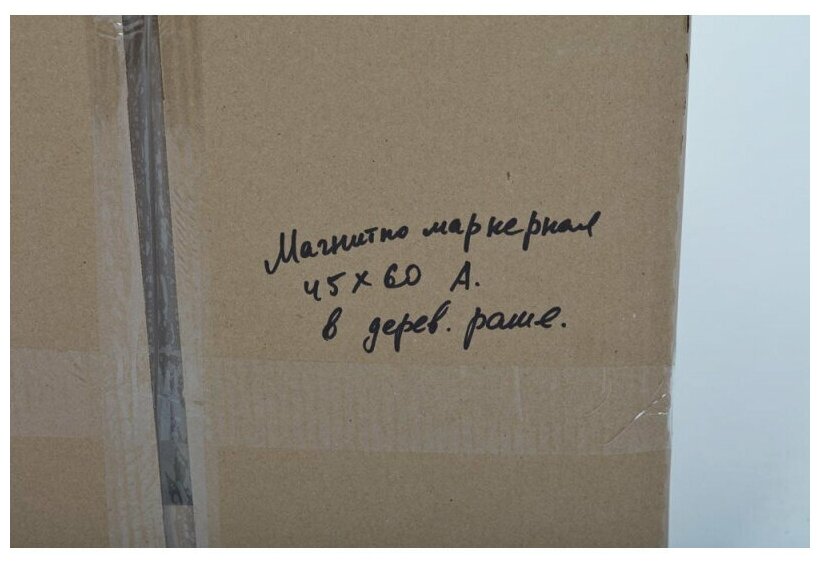 Магнитно маркерная
45 х 60 А.
в дерев. раме.